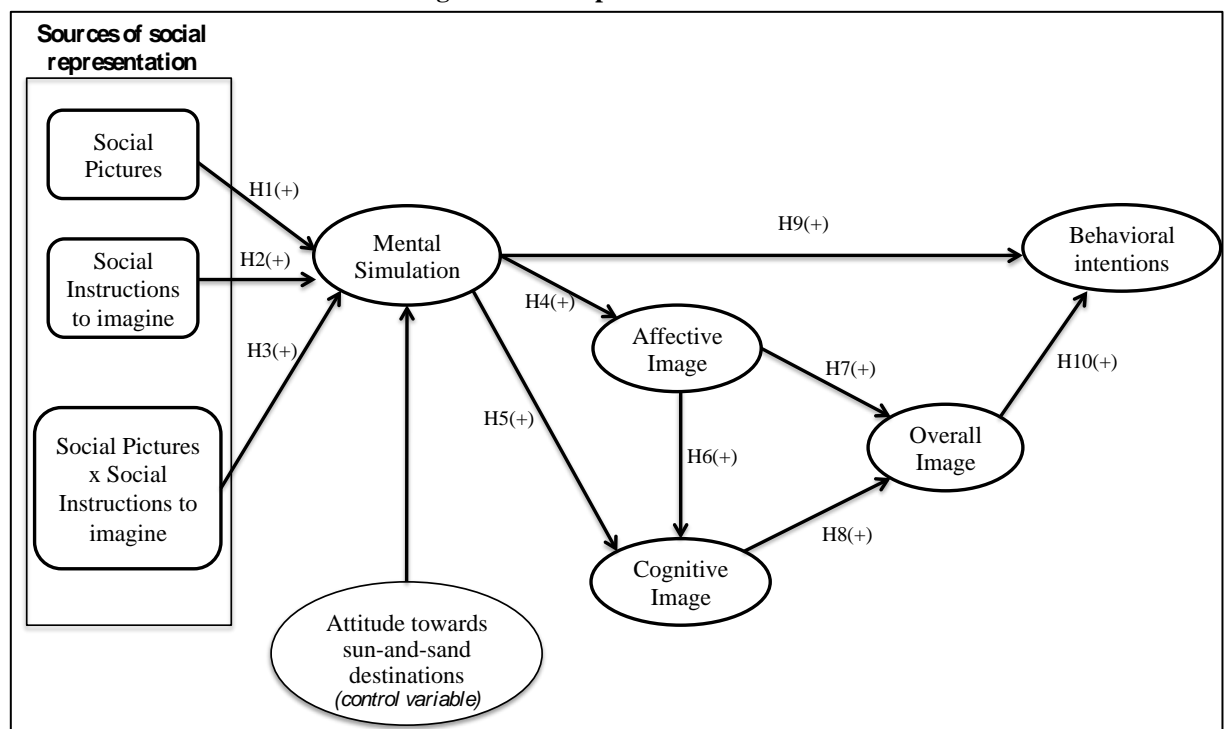 Sources of social
representation
Social
Pictures
H1(+)
Social
Instructions
to imagine
H2(+)
Social Pictures
x Social
Instructions to
imagine
H3(+)
Mental
Simulation
Attitude towards
sun-and-sand
destinations
(control variable)
H9(+)
H4(+)
H5(+)
Affective
Image
H6(+)
H7(+)
Cognitive
Image
H8(+)
Overall
Image
H10(+)
Behavioral
intentions